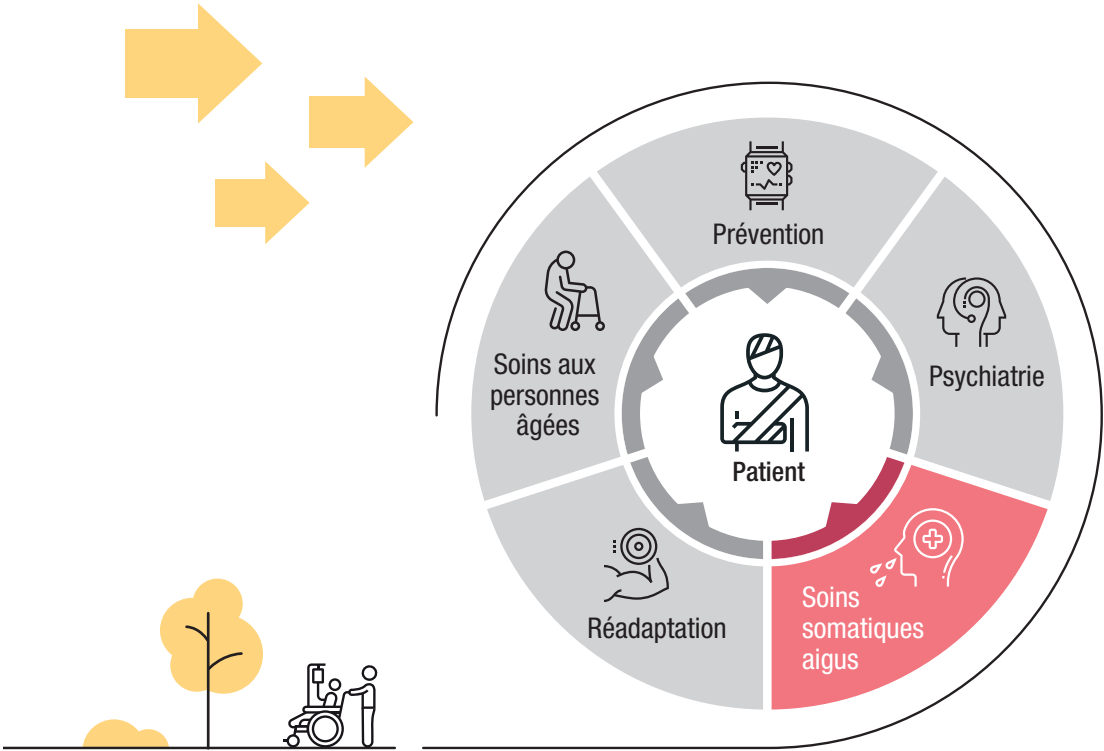 Prévention
Psychiatrie
Soins aux
personnes
âgées
Patient
Réadaptation
Soins
somatiques
aigus